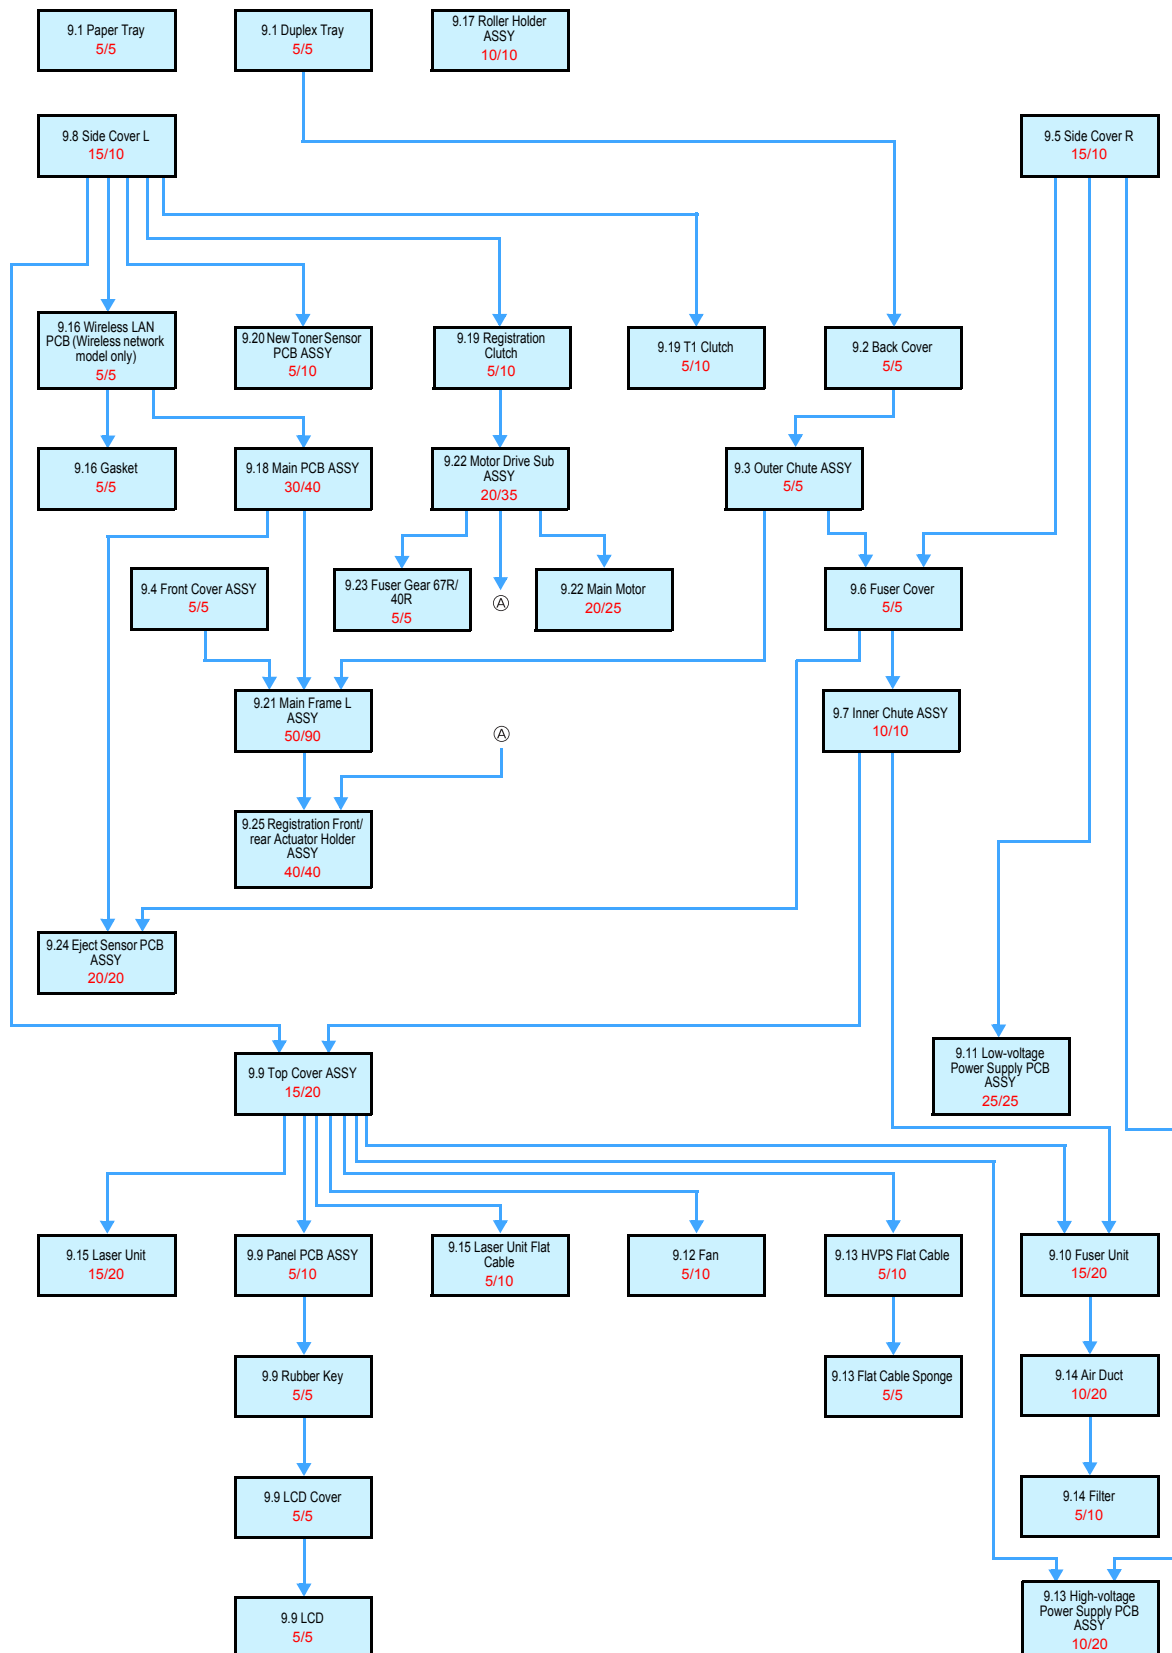 9.1 Paper Tray
5/5
9.1 Duplex Tray
5/5
9.17 Roller Holder
ASSY
10/10
9.8 Side Cover L
15/10
9.5 Side Cover R
15/10
9.16 Wireless LAN
PCB (Wireless network
model only)
5/5
9.20 New Toner Sensor
PCB ASSY
5/10
9.19 Registration
Clutch
5/10
9.19 T1 Clutch
5/10
9.2 Back Cover
5/5
9.16 Gasket
5/5
9.18 Main PCB ASSY
30/40
9.22 Motor Drive Sub
ASSY
20/35
9.3 Outer Chute ASSY
5/5
9.4 Front Cover ASSY
5/5
9.23 Fuser Gear 67R/
40R
5/5
Ⓐ
9.22 Main Motor
20/25
9.6 Fuser Cover
5/5
9.21 Main Frame L
ASSY
50/90
Ⓐ
9.7 Inner Chute ASSY
10/10
9.25 Registration Front/
rear Actuator Holder
ASSY
40/40
9.24 Eject Sensor PCB
ASSY
20/20
9.9 Top Cover ASSY
15/20
9.11 Low-voltage
Power Supply PCB
ASSY
25/25
9.15 Laser Unit
15/20
9.9 Panel PCB ASSY
5/10
9.15 Laser Unit Flat
Cable
5/10
9.12 Fan
5/10
9.13 HVPS Flat Cable
5/10
9.10 Fuser Unit
15/20
9.9 Rubber Key
5/5
9.13 Flat Cable Sponge
5/5
9.14 Air Duct
10/20
9.9 LCD Cover
5/5
9.14 Filter
5/10
9.9 LCD
5/5
9.13 High-voltage
Power Supply PCB
ASSY
10/20